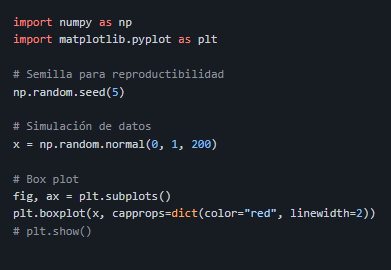 import numpy as np
import matplotlib.pyplot as plt
# Semilla para reproductibilidad
np.random.seed(5)
# Simulación de datos
x = np.random.normal(0, 1, 200)
# Box plot
fig, ax = plt.subplots()
plt.boxplot(x, capprops=dict(color="red", linewidth=2))
# plt.show()